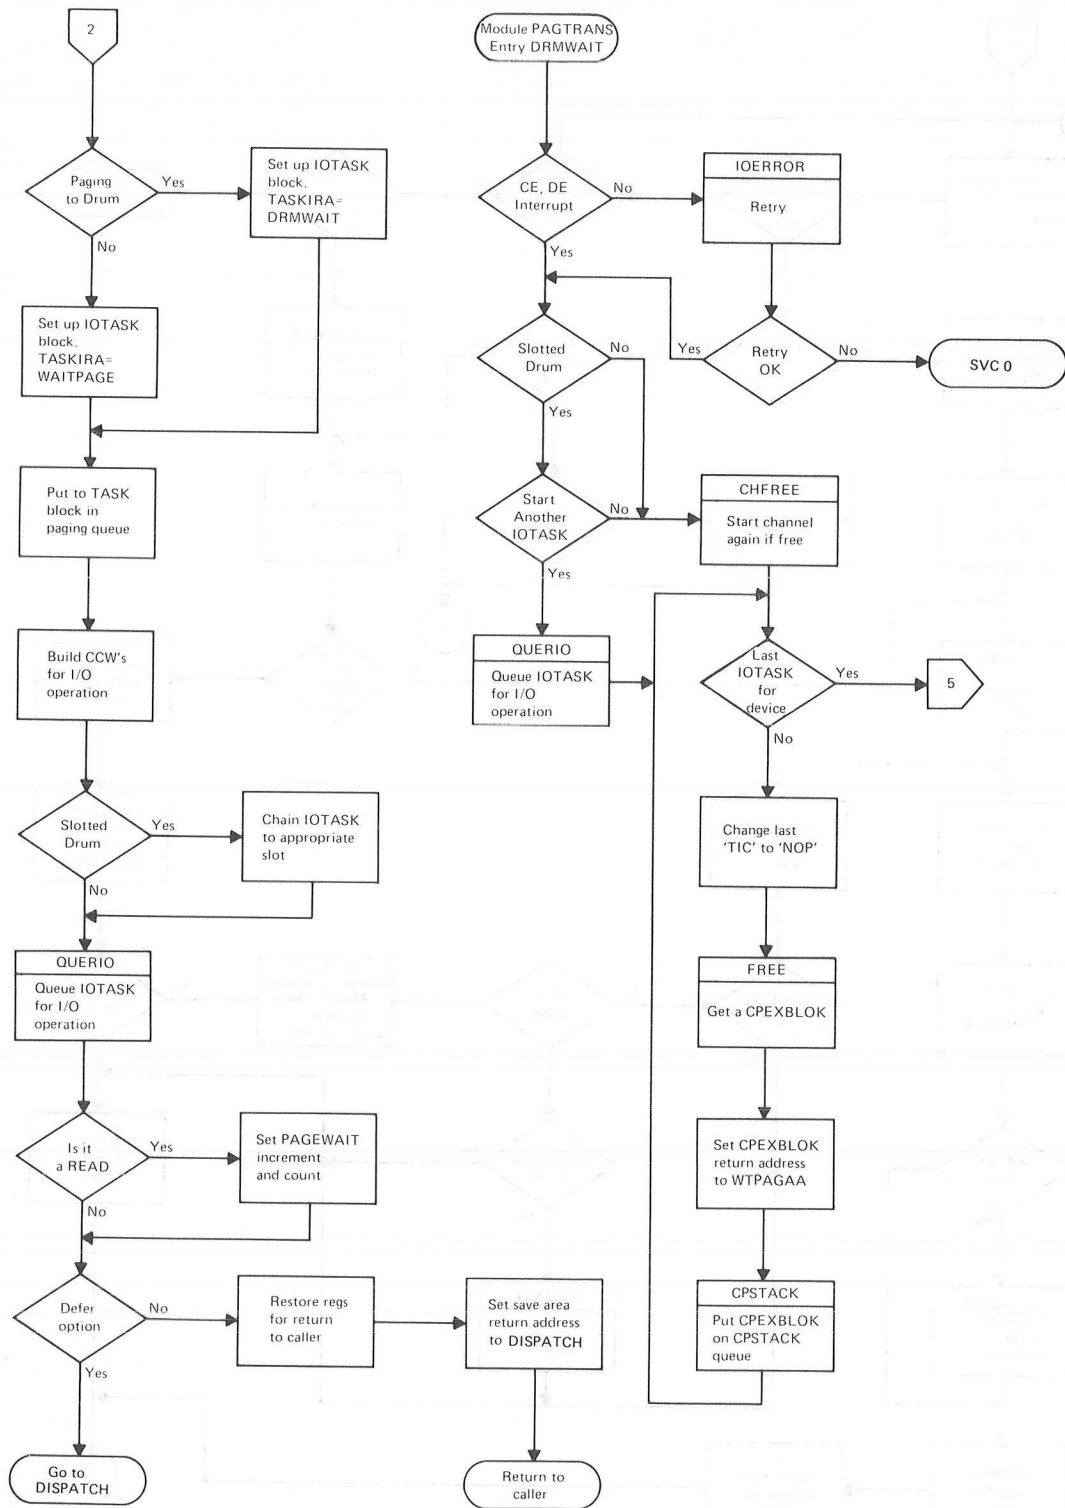 2
Paging
to Drum
Yes
No
Set up IOTASK
block.
TASKIRA=
DRMWAIT
Set up IOTASK
block.
TASKIRA=
WAITPAGE
Put to TASK
block in
paging queue
Build CCW's
for I/O
operation
Slotted
Drum
Yes
No
Chain IOTASK
to appropriate
slot
QUERIO
Queue IOTASK
for I/O
operation
Is it
a READ
Yes
No
Set PAGEWAIT
increment
and count
Defer
option
No
Yes
Restore regs
for return
to caller
Set save area
return address
to DISPATCH
Go to
DISPATCH
Return to
caller
Module PAGTRANS
Entry DRMWAIT
CE, DE
Interrupt
No
Yes
IOERROR
Retry
Retry
OK
Yes
No
SVC 0
Slotted
Drum
No
Yes
Start
Another
IOTASK
No
Yes
CHFREE
Start channel
again if free
QUERIO
Queue IOTASK
for I/O
operation
Last
IOTASK
for
device
Yes
No
5
Change last
'TIC' to 'NOP'
FREE
Get a CPEXBLOK
Set CPEXBLOK
return address
to WTPAGAA
CPSTACK
Put CPEXBLOK
on CPSTACK
queue